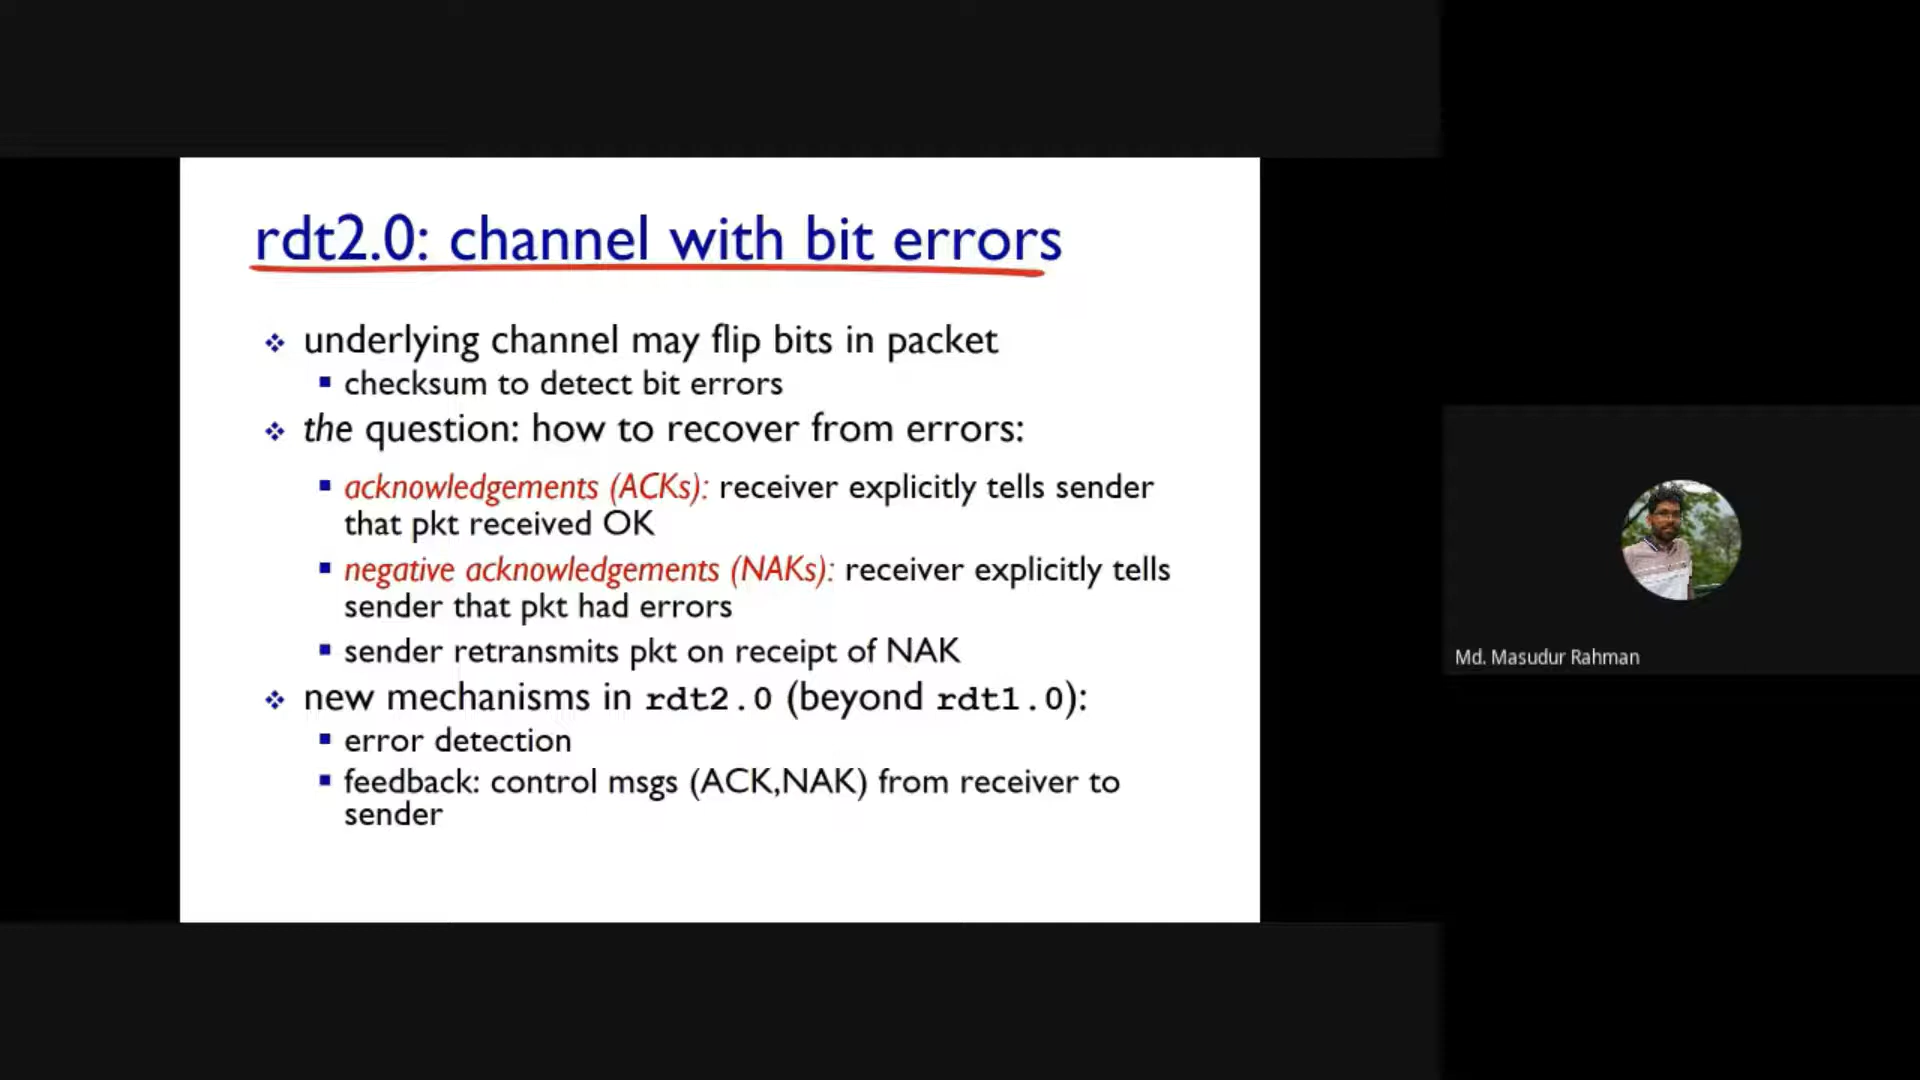 rdt2.0: channel with bit errors
underlying channel may flip bits in packet
checksum to detect bit errors
the question: how to recover from errors:
acknowledgements (ACKs): receiver explicitly tells sender
that pkt received OK
negative acknowledgements (NAKs): receiver explicitly tells
sender that pkt had errors
sender retransmits pkt on receipt of NAK
new mechanisms in rdt2.0 (beyond rdt1.0):
error detection
feedback: control msgs (ACK,NAK) from receiver to
sender
Md. Masudur Rahman